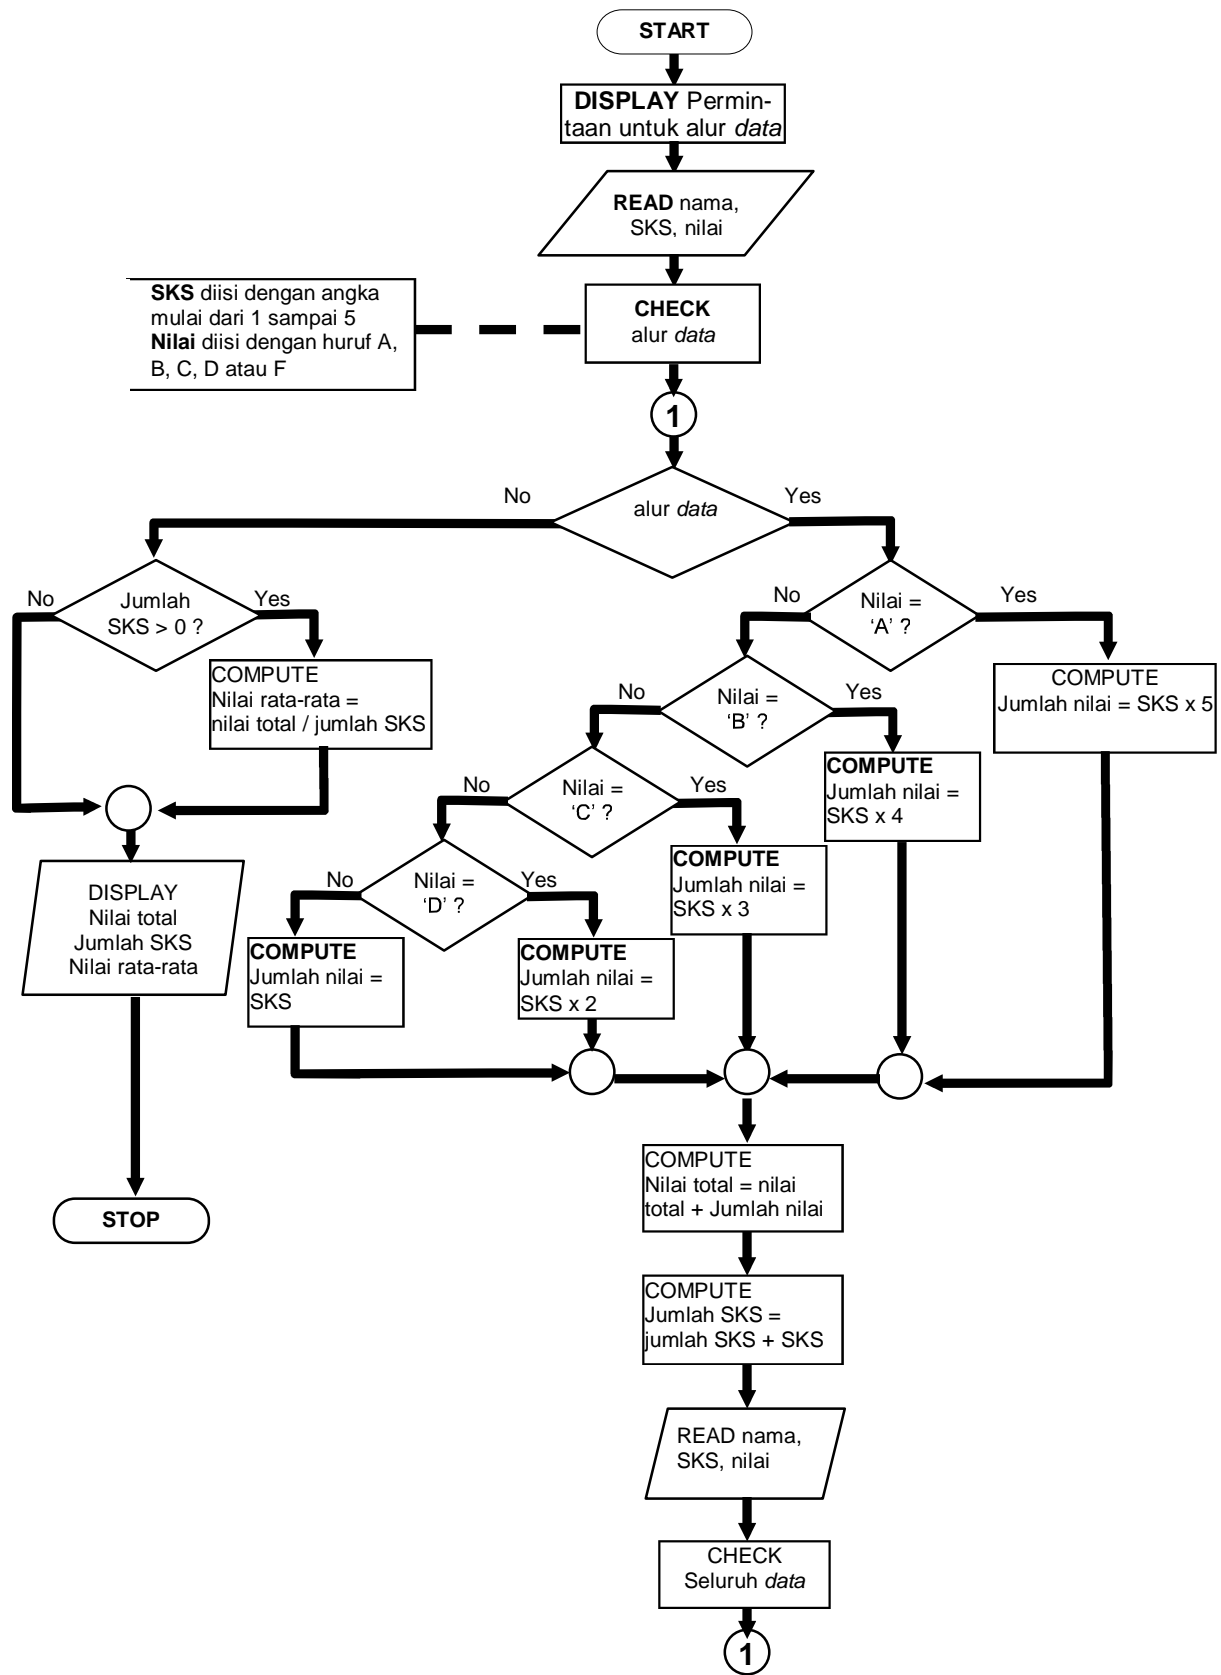 START
DISPLAY Permin-
taan untuk alur data
READ nama,
SKS, nilai
SKS diisi dengan angka
mulai dari 1 sampai 5
Nilai diisi dengan huruf A,
B, C, D atau F
CHECK
alur data
1
No
alur data
Yes
No
Jumlah
SKS > 0 ?
Yes
No
Nilai =
‘A’ ?
Yes
COMPUTE
Nilai rata-rata =
nilai total / jumlah SKS
No
Nilai =
‘B’ ?
Yes
COMPUTE
Jumlah nilai = SKS x 5
No
Nilai =
‘C’ ?
Yes
COMPUTE
Jumlah nilai =
SKS x 4
DISPLAY
Nilai total
Jumlah SKS
Nilai rata-rata
No
Nilai =
‘D’ ?
Yes
COMPUTE
Jumlah nilai =
SKS x 3
COMPUTE
Jumlah nilai =
SKS
COMPUTE
Jumlah nilai =
SKS x 2
COMPUTE
Nilai total = nilai
total + Jumlah nilai
STOP
COMPUTE
Jumlah SKS =
jumlah SKS + SKS
READ nama,
SKS, nilai
CHECK
Seluruh data
1